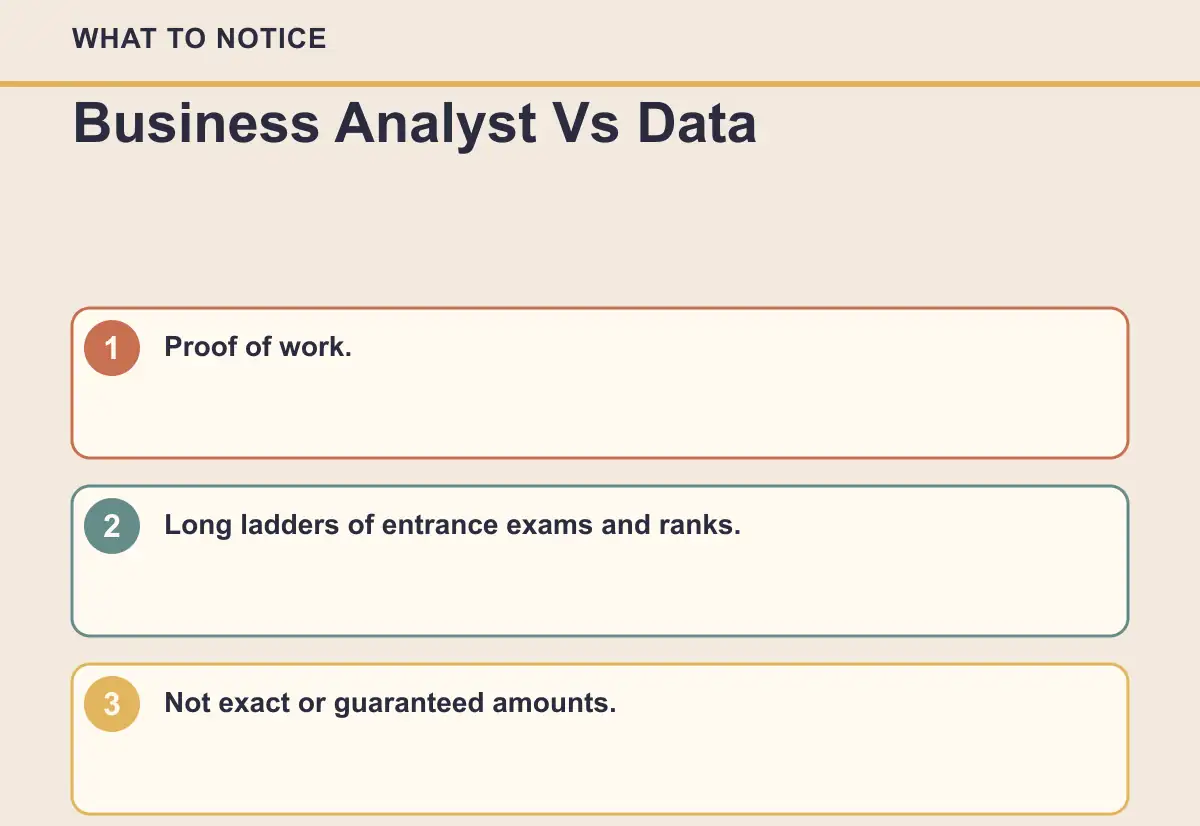 WHAT TO NOTICE
Business Analyst Vs Data
1 Proof of work.
2 Long ladders of entrance exams and ranks.
3 Not exact or guaranteed amounts.